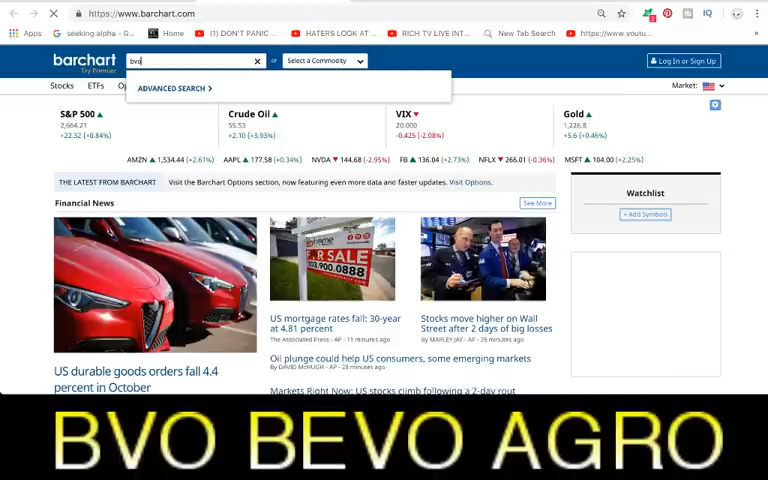 https://www.barchart.com
Apps
seeking alpha - G
Home
(1) (DON'T PANIC
HATERS LOOK AT
RICH TV LIVE INT
New Tab Search
https://www.youtu
barchart
Try Premier
bvo
or
Select a Commodity
Log In or Sign Up
ADVANCED SEARCH
Stocks ETFs
Market:
S&P 500
2,664.21
+22.32 (+0.84%)
Crude Oil
55.53
+2.10 (+3.93%)
VIX
20.000
-0.425 (-2.08%)
Gold
1,226.8
+5.6 (+0.46%)
AMZN 1,534.44 (+2.61%) AAPL 177.58 (+0.34%) NVDA 144.68 (-2.95%) FB 136.04 (+2.73%) NFLX 266.01 (-0.36%) MSFT 104.00 (+2.25%)
THE LATEST FROM BARCHART Visit the Barchart Options section, now featuring even more data and faster updates. Visit Options.
Financial News
See More
Watchlist
+ Add Symbols
FOR SALE
303.900.0888
US mortgage rates fall: 30-year
at 4.81 percent
The Associated Press - AP - 11 minutes ago
Stocks move higher on Wall
Street after 2 days of big losses
By MARLEY JAY - AP - 25 minutes ago
Oil plunge could help US consumers, some emerging markets
By DAVID McHUGH - AP - 28 minutes ago
US durable goods orders fall 4.4
percent in October
Markets Right Now: US stocks climb following a 2-day rout
BVO BEVO AGRO